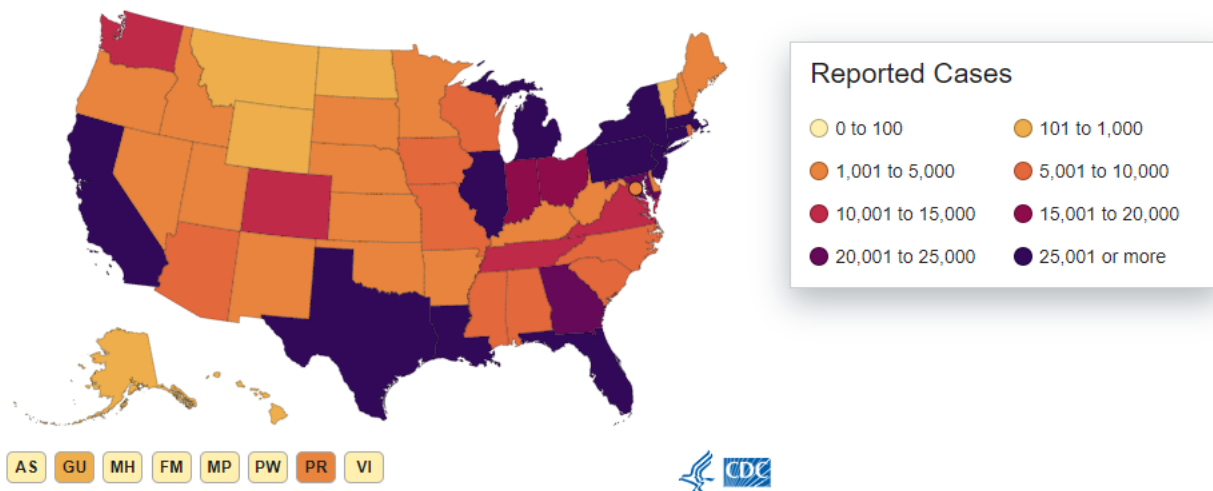 Reported Cases
0 to 100
101 to 1,000
1,001 to 5,000
5,001 to 10,000
10,001 to 15,000
15,001 to 20,000
20,001 to 25,000
25,001 or more
AS GU MH FM MP PW PR VI
CDC